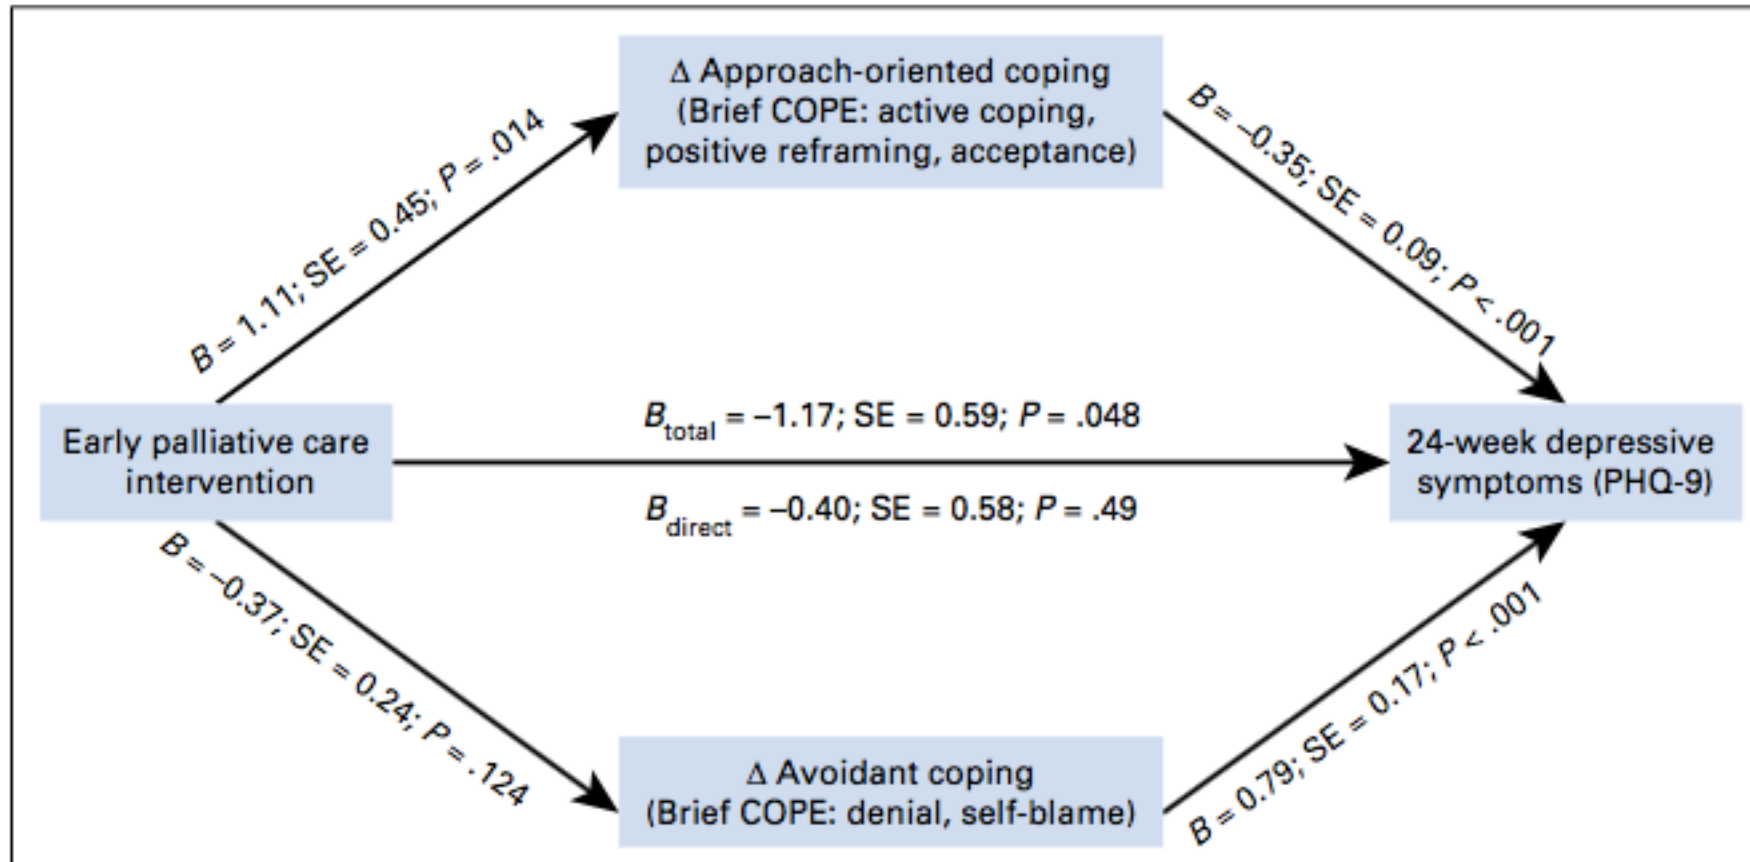 Δ Approach-oriented coping
(Brief COPE: active coping,
positive reframing, acceptance)
B = 1.11; SE = 0.45; P = .014
B = –0.35; SE = 0.09; P < .001
Early palliative care
intervention
B_total = –1.17; SE = 0.59; P = .048
B_direct = –0.40; SE = 0.58; P = .49
24-week depressive
symptoms (PHQ-9)
B = –0.37; SE = 0.24; P = .124
B = 0.79; SE = 0.17; P < .001
Δ Avoidant coping
(Brief COPE: denial, self-blame)